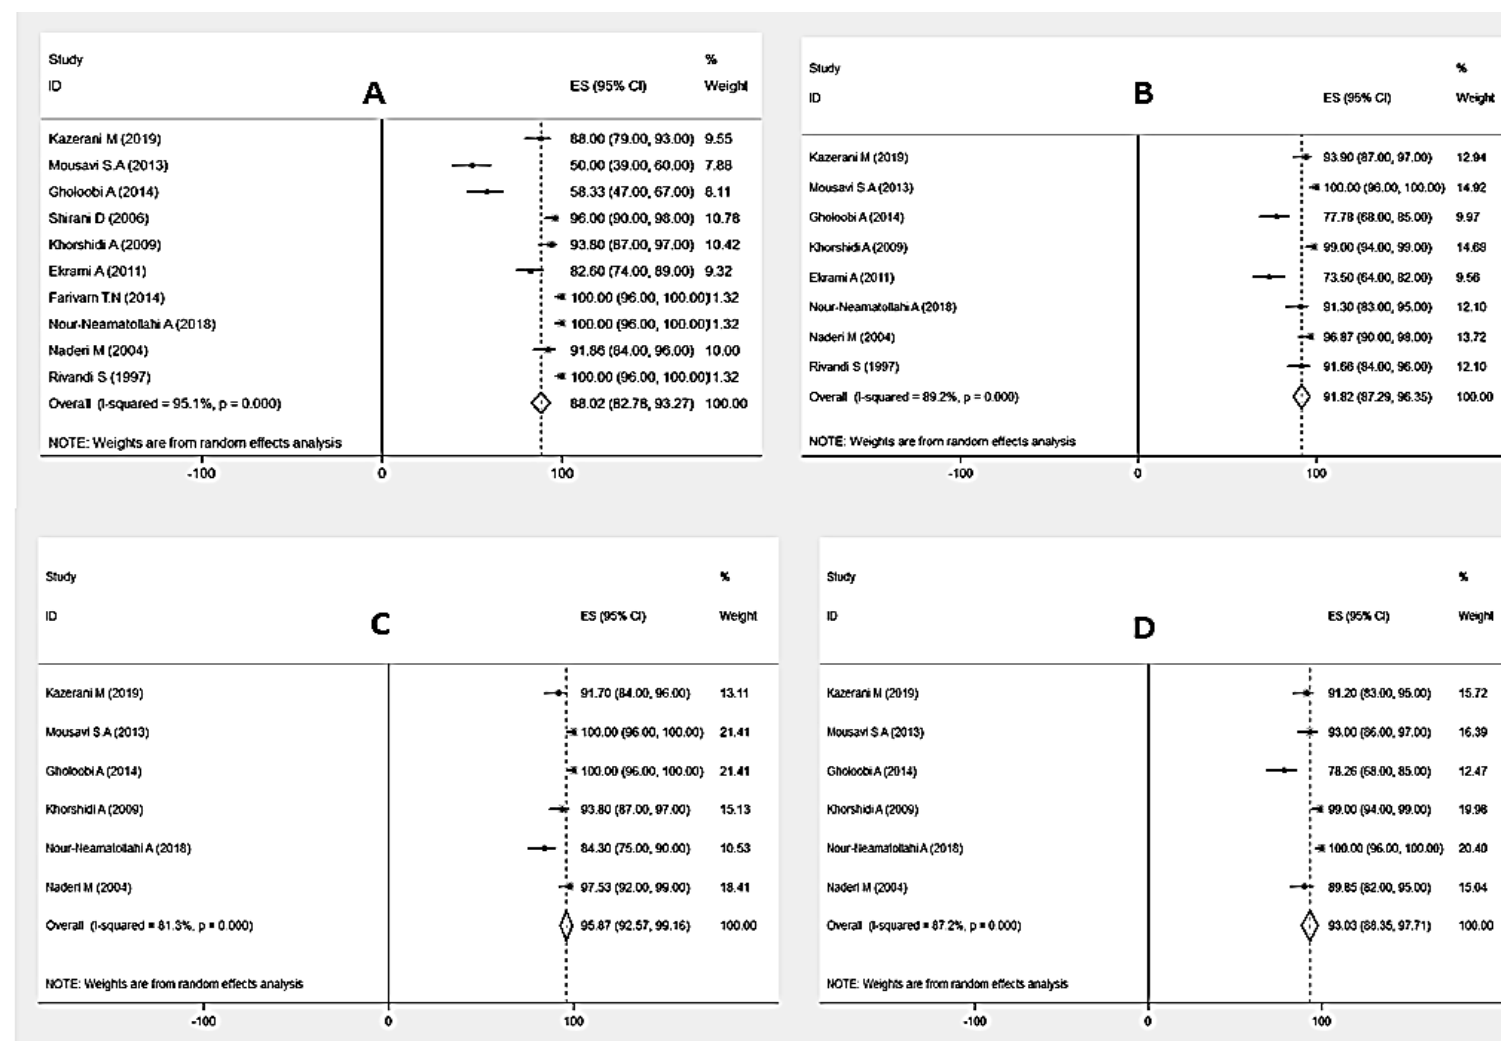 Study %
ID A ES (95% CI) Weight
Kazerani M (2019) 88.00 (79.00, 93.00) 9.55
Mousavi S.A (2013) 50.00 (39.00, 60.00) 7.88
Gholoobi A (2014) 58.33 (47.00, 67.00) 8.11
Shirani D (2006) 96.00 (90.00, 98.00) 10.78
Khorshidi A (2009) 93.80 (87.00, 97.00) 10.42
Ekrami A (2011) 82.60 (74.00, 89.00) 9.32
Farivarn T.N (2014) 100.00 (96.00, 100.00)11.32
Nour-Neamatollahi A (2018) 100.00 (96.00, 100.00)11.32
Naderi M (2004) 91.86 (84.00, 96.00) 10.00
Rivandi S (1997) 100.00 (96.00, 100.00)11.32
Overall (I-squared = 95.1%, p = 0.000) 88.02 (82.78, 93.27) 100.00
NOTE: Weights are from random effects analysis
-100 0 100
Study %
ID B ES (95% CI) Weight
Kazerani M (2019) 93.90 (87.00, 97.00) 12.94
Mousavi S.A (2013) 100.00 (96.00, 100.00) 14.92
Gholoobi A (2014) 77.78 (68.00, 85.00) 9.97
Khorshidi A (2009) 99.00 (94.00, 99.00) 14.69
Ekrami A (2011) 73.50 (64.00, 82.00) 9.56
Nour-Neamatollahi A (2018) 91.30 (83.00, 95.00) 12.10
Naderi M (2004) 96.87 (90.00, 98.00) 13.72
Rivandi S (1997) 91.66 (84.00, 96.00) 12.10
Overall (I-squared = 89.2%, p = 0.000) 91.82 (87.29, 96.35) 100.00
NOTE: Weights are from random effects analysis
-100 0 100
Study %
ID C ES (95% CI) Weight
Kazerani M (2019) 91.70 (84.00, 96.00) 13.11
Mousavi S.A (2013) 100.00 (96.00, 100.00) 21.41
Gholoobi A (2014) 100.00 (96.00, 100.00) 21.41
Khorshidi A (2009) 93.80 (87.00, 97.00) 15.13
Nour-Neamatollahi A (2018) 84.30 (75.00, 90.00) 10.53
Naderi M (2004) 97.53 (92.00, 99.00) 18.41
Overall (I-squared = 81.3%, p = 0.000) 95.87 (92.57, 99.16) 100.00
NOTE: Weights are from random effects analysis
-100 0 100
Study %
ID D ES (95% CI) Weight
Kazerani M (2019) 91.20 (83.00, 95.00) 15.72
Mousavi S.A (2013) 93.00 (86.00, 97.00) 16.39
Gholoobi A (2014) 78.26 (68.00, 85.00) 12.47
Khorshidi A (2009) 99.00 (94.00, 99.00) 19.98
Nour-Neamatollahi A (2018) 100.00 (96.00, 100.00) 20.40
Naderi M (2004) 89.85 (82.00, 95.00) 15.04
Overall (I-squared = 87.2%, p = 0.000) 93.03 (88.35, 97.71) 100.00
NOTE: Weights are from random effects analysis
-100 0 100